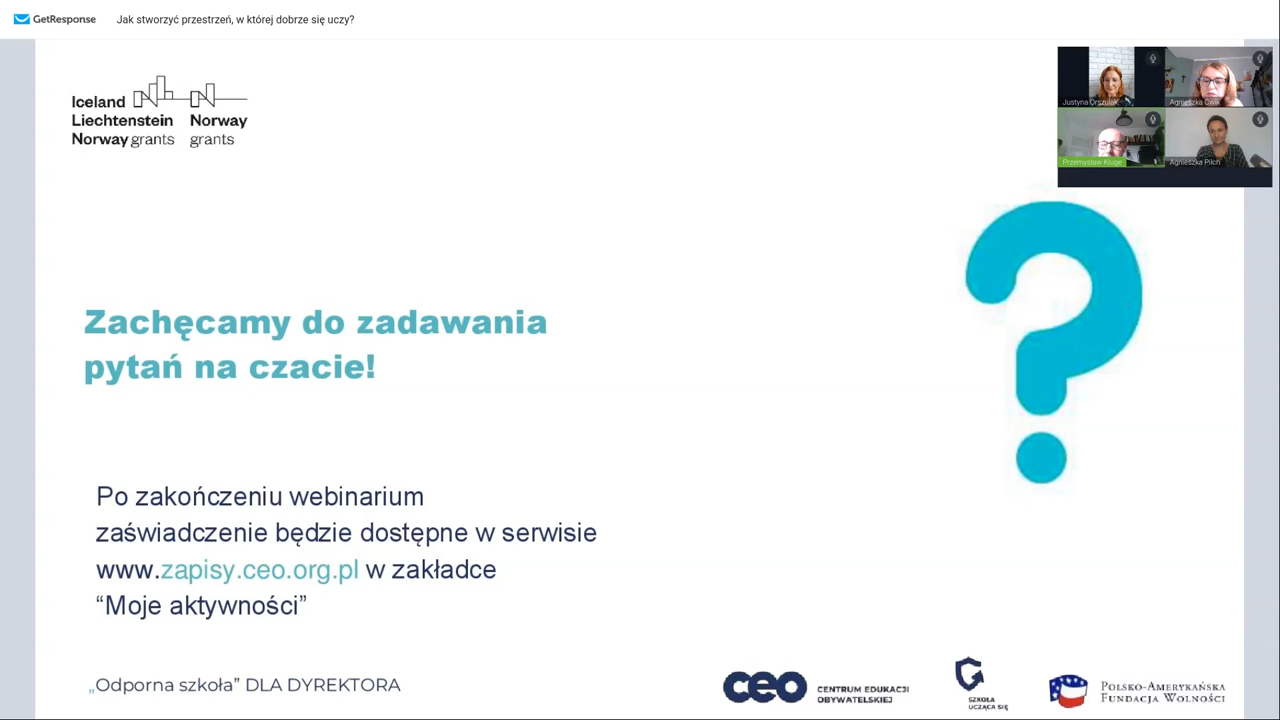 GetResponse Jak stworzyć przestrzeń, w której dobrze się uczy?
Iceland
Liechtenstein Norway
Norway grants grants
Justyna Orszulak
Agnieszka Ćwik
Przemysław Kluge
Agnieszka Pilch
Zachęcamy do zadawania
pytań na czacie!
?
Po zakończeniu webinarium
zaświadczenie będzie dostępne w serwisie
www.zapisy.ceo.org.pl w zakładce
“Moje aktywności”
„Odporna szkoła” DLA DYREKTORA
ceo CENTRUM EDUKACJI
OBYWATELSKIEJ
SZKOŁA
UCZĄCA SIĘ
POLSKO-AMERYKAŃSKA
FUNDACJA WOLNOŚCI